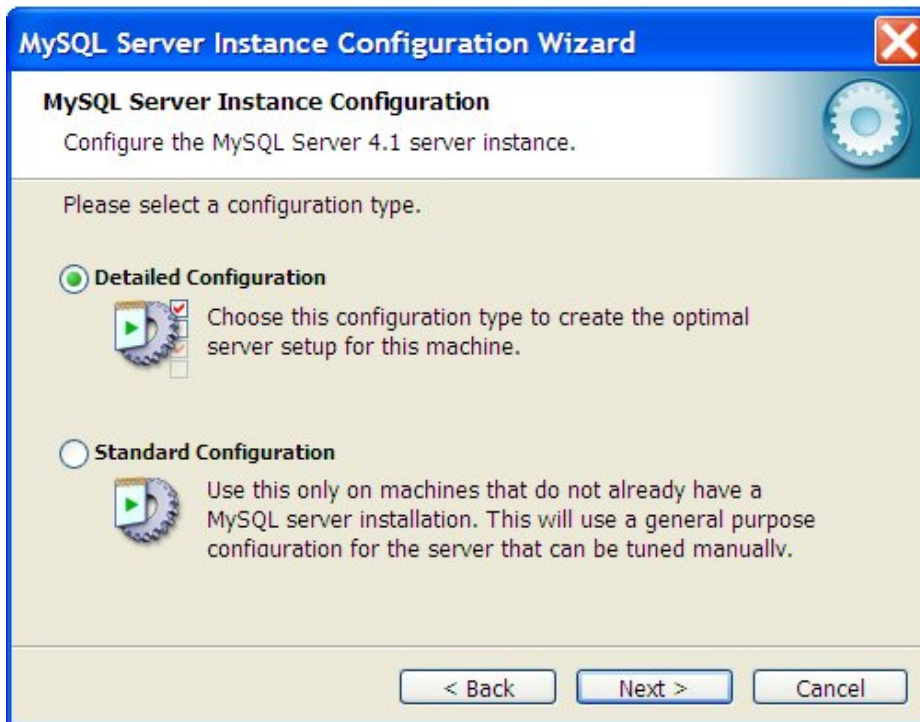 MySQL Server Instance Configuration Wizard
MySQL Server Instance Configuration
Configure the MySQL Server 4.1 server instance.
Please select a configuration type.
Detailed Configuration
Choose this configuration type to create the optimal
server setup for this machine.
Standard Configuration
Use this only on machines that do not already have a
MySQL server installation. This will use a general purpose
configuration for the server that can be tuned manually.
< Back Next > Cancel